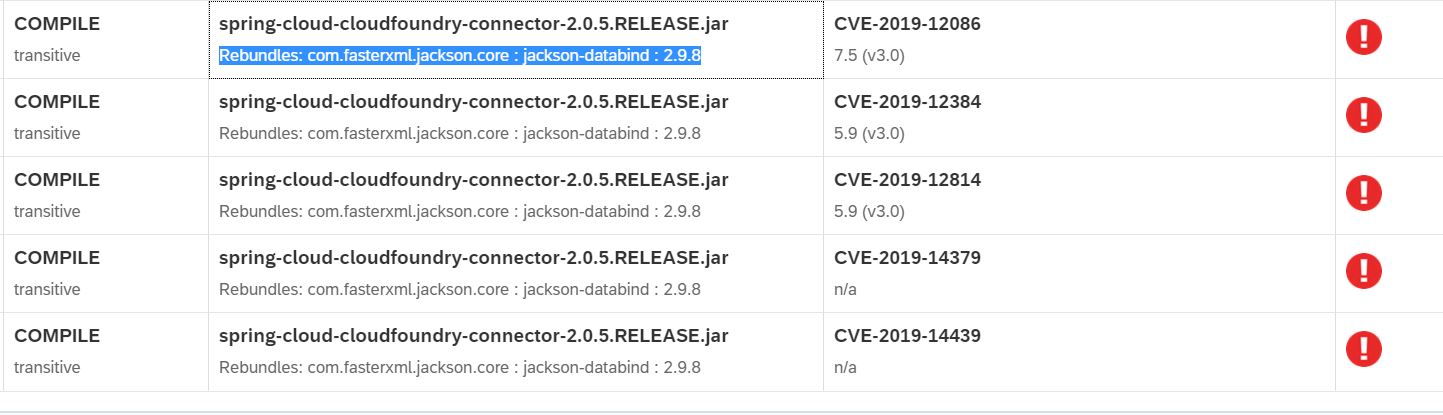 COMPILE
spring-cloud-cloudfoundry-connector-2.0.5.RELEASE.jar
CVE-2019-12086
transitive
Rebundles: com.fasterxml.jackson.core : jackson-databind : 2.9.8
7.5 (v3.0)
COMPILE
spring-cloud-cloudfoundry-connector-2.0.5.RELEASE.jar
CVE-2019-12384
transitive
Rebundles: com.fasterxml.jackson.core : jackson-databind : 2.9.8
5.9 (v3.0)
COMPILE
spring-cloud-cloudfoundry-connector-2.0.5.RELEASE.jar
CVE-2019-12814
transitive
Rebundles: com.fasterxml.jackson.core : jackson-databind : 2.9.8
5.9 (v3.0)
COMPILE
spring-cloud-cloudfoundry-connector-2.0.5.RELEASE.jar
CVE-2019-14379
transitive
Rebundles: com.fasterxml.jackson.core : jackson-databind : 2.9.8
n/a
COMPILE
spring-cloud-cloudfoundry-connector-2.0.5.RELEASE.jar
CVE-2019-14439
transitive
Rebundles: com.fasterxml.jackson.core : jackson-databind : 2.9.8
n/a